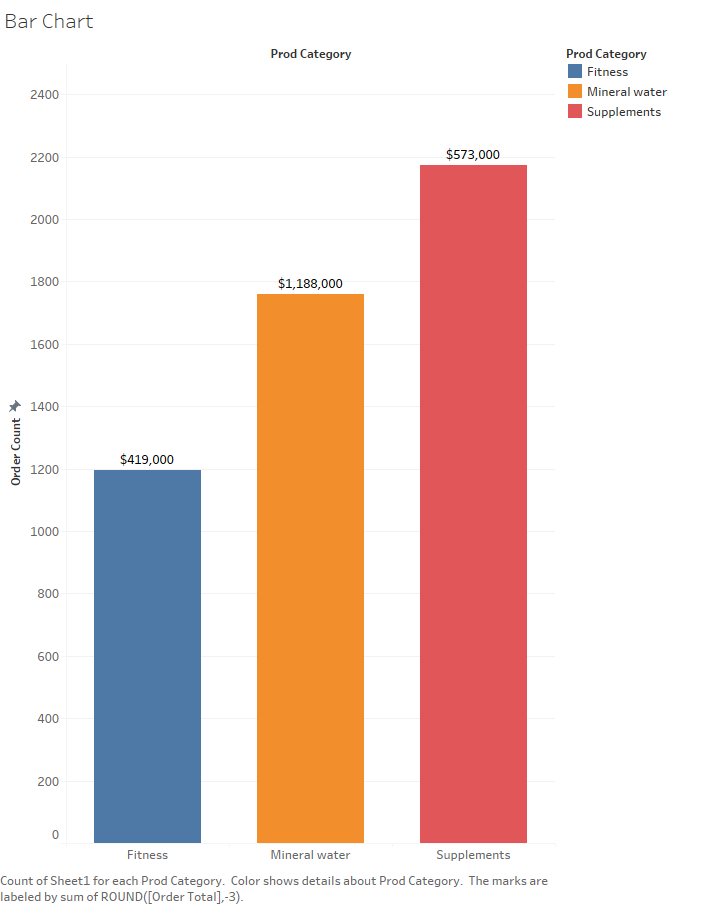 Bar Chart
Prod Category
Prod Category
Fitness
Mineral water
Supplements
2400
2200
2000
1800
1600
1400
1200
1000
800
600
400
200
0
Order Count
$573,000
$1,188,000
$419,000
Fitness
Mineral water
Supplements
Count of Sheet1 for each Prod Category.  Color shows details about Prod Category.  The marks are
labeled by sum of ROUND([Order Total],-3).